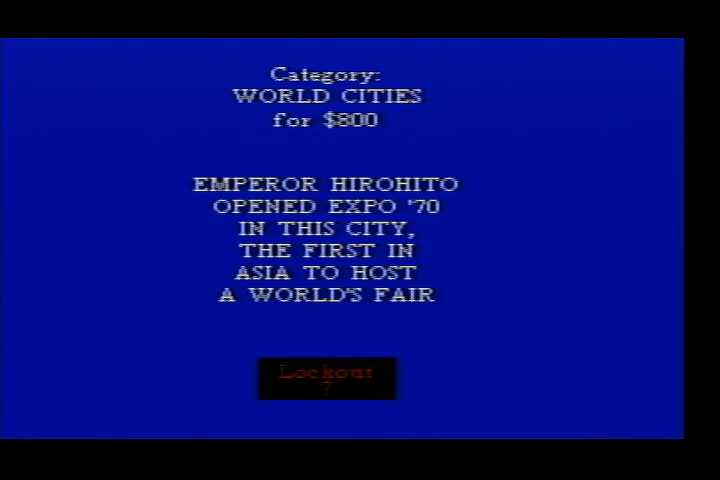 Category:
WORLD CITIES
for $800
EMPEROR HIROHITO
OPENED EXPO '70
IN THIS CITY,
THE FIRST IN
ASIA TO HOST
A WORLD'S FAIR
Lockout
7